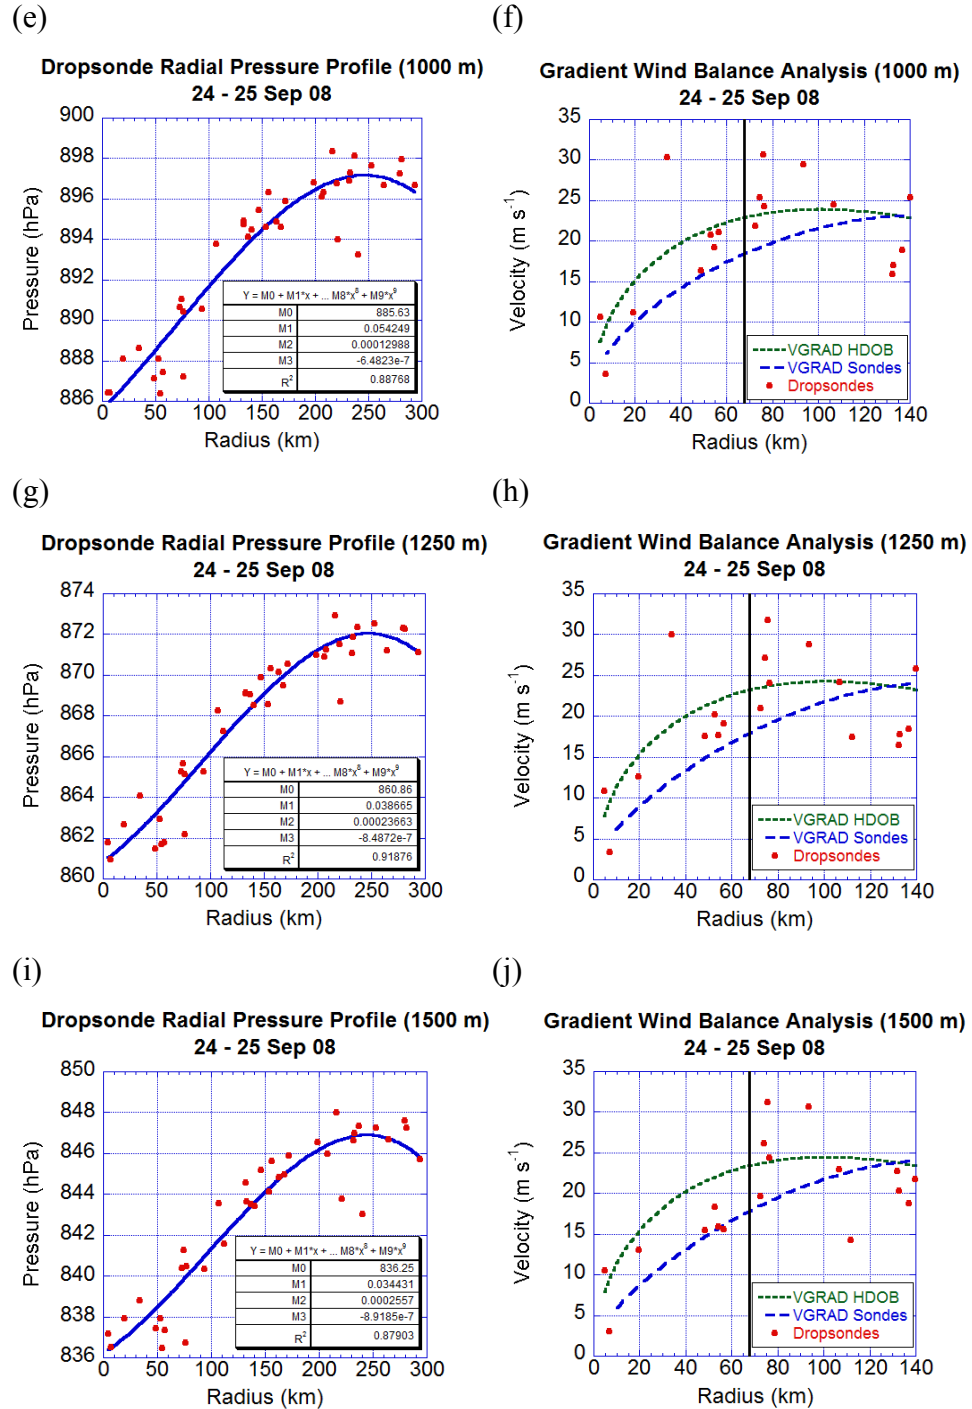 (e)
Dropsonde Radial Pressure Profile (1000 m)
24 - 25 Sep 08
Pressure (hPa)
900
898
896
894
892
890
888
886
0 50 100 150 200 250 300
Radius (km)
Y = M0 + M1*x + ... M8*x⁸ + M9*x⁹
M0 885.63
M1 0.054249
M2 0.00012988
M3 -6.4823e-7
R² 0.88768
(f)
Gradient Wind Balance Analysis (1000 m)
24 - 25 Sep 08
Velocity (m s⁻¹)
35
30
25
20
15
10
5
0
0 20 40 60 80 100 120 140
Radius (km)
VGRAD HDOB
VGRAD Sondes
Dropsondes
(g)
Dropsonde Radial Pressure Profile (1250 m)
24 - 25 Sep 08
Pressure (hPa)
874
872
870
868
866
864
862
860
0 50 100 150 200 250 300
Radius (km)
Y = M0 + M1*x + ... M8*x⁸ + M9*x⁹
M0 860.86
M1 0.038665
M2 0.00023663
M3 -8.4872e-7
R² 0.91876
(h)
Gradient Wind Balance Analysis (1250 m)
24 - 25 Sep 08
Velocity (m s⁻¹)
35
30
25
20
15
10
5
0
0 20 40 60 80 100 120 140
Radius (km)
VGRAD HDOB
VGRAD Sondes
Dropsondes
(i)
Dropsonde Radial Pressure Profile (1500 m)
24 - 25 Sep 08
Pressure (hPa)
850
848
846
844
842
840
838
836
0 50 100 150 200 250 300
Radius (km)
Y = M0 + M1*x + ... M8*x⁸ + M9*x⁹
M0 836.25
M1 0.034431
M2 0.0002557
M3 -8.9185e-7
R² 0.87903
(j)
Gradient Wind Balance Analysis (1500 m)
24 - 25 Sep 08
Velocity (m s⁻¹)
35
30
25
20
15
10
5
0
0 20 40 60 80 100 120 140
Radius (km)
VGRAD HDOB
VGRAD Sondes
Dropsondes